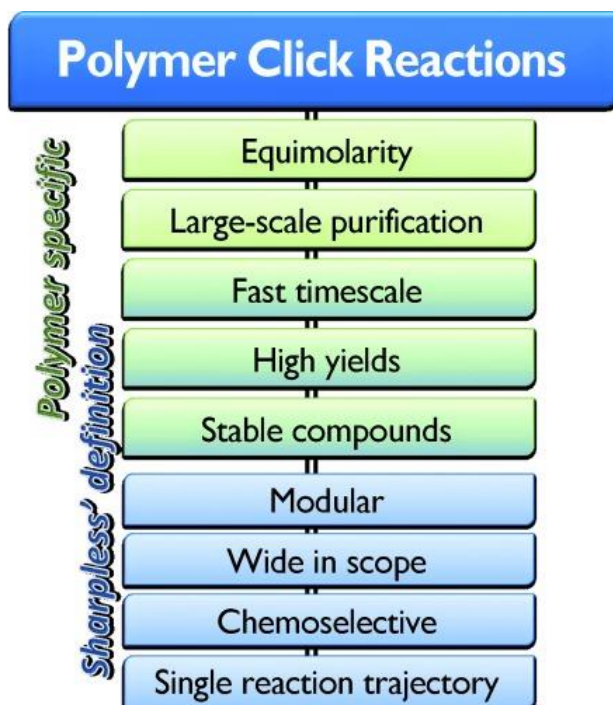 Polymer Click Reactions
Polymer specific
Sharpless' definition
Equimolarity
Large-scale purification
Fast timescale
High yields
Stable compounds
Modular
Wide in scope
Chemoselective
Single reaction trajectory